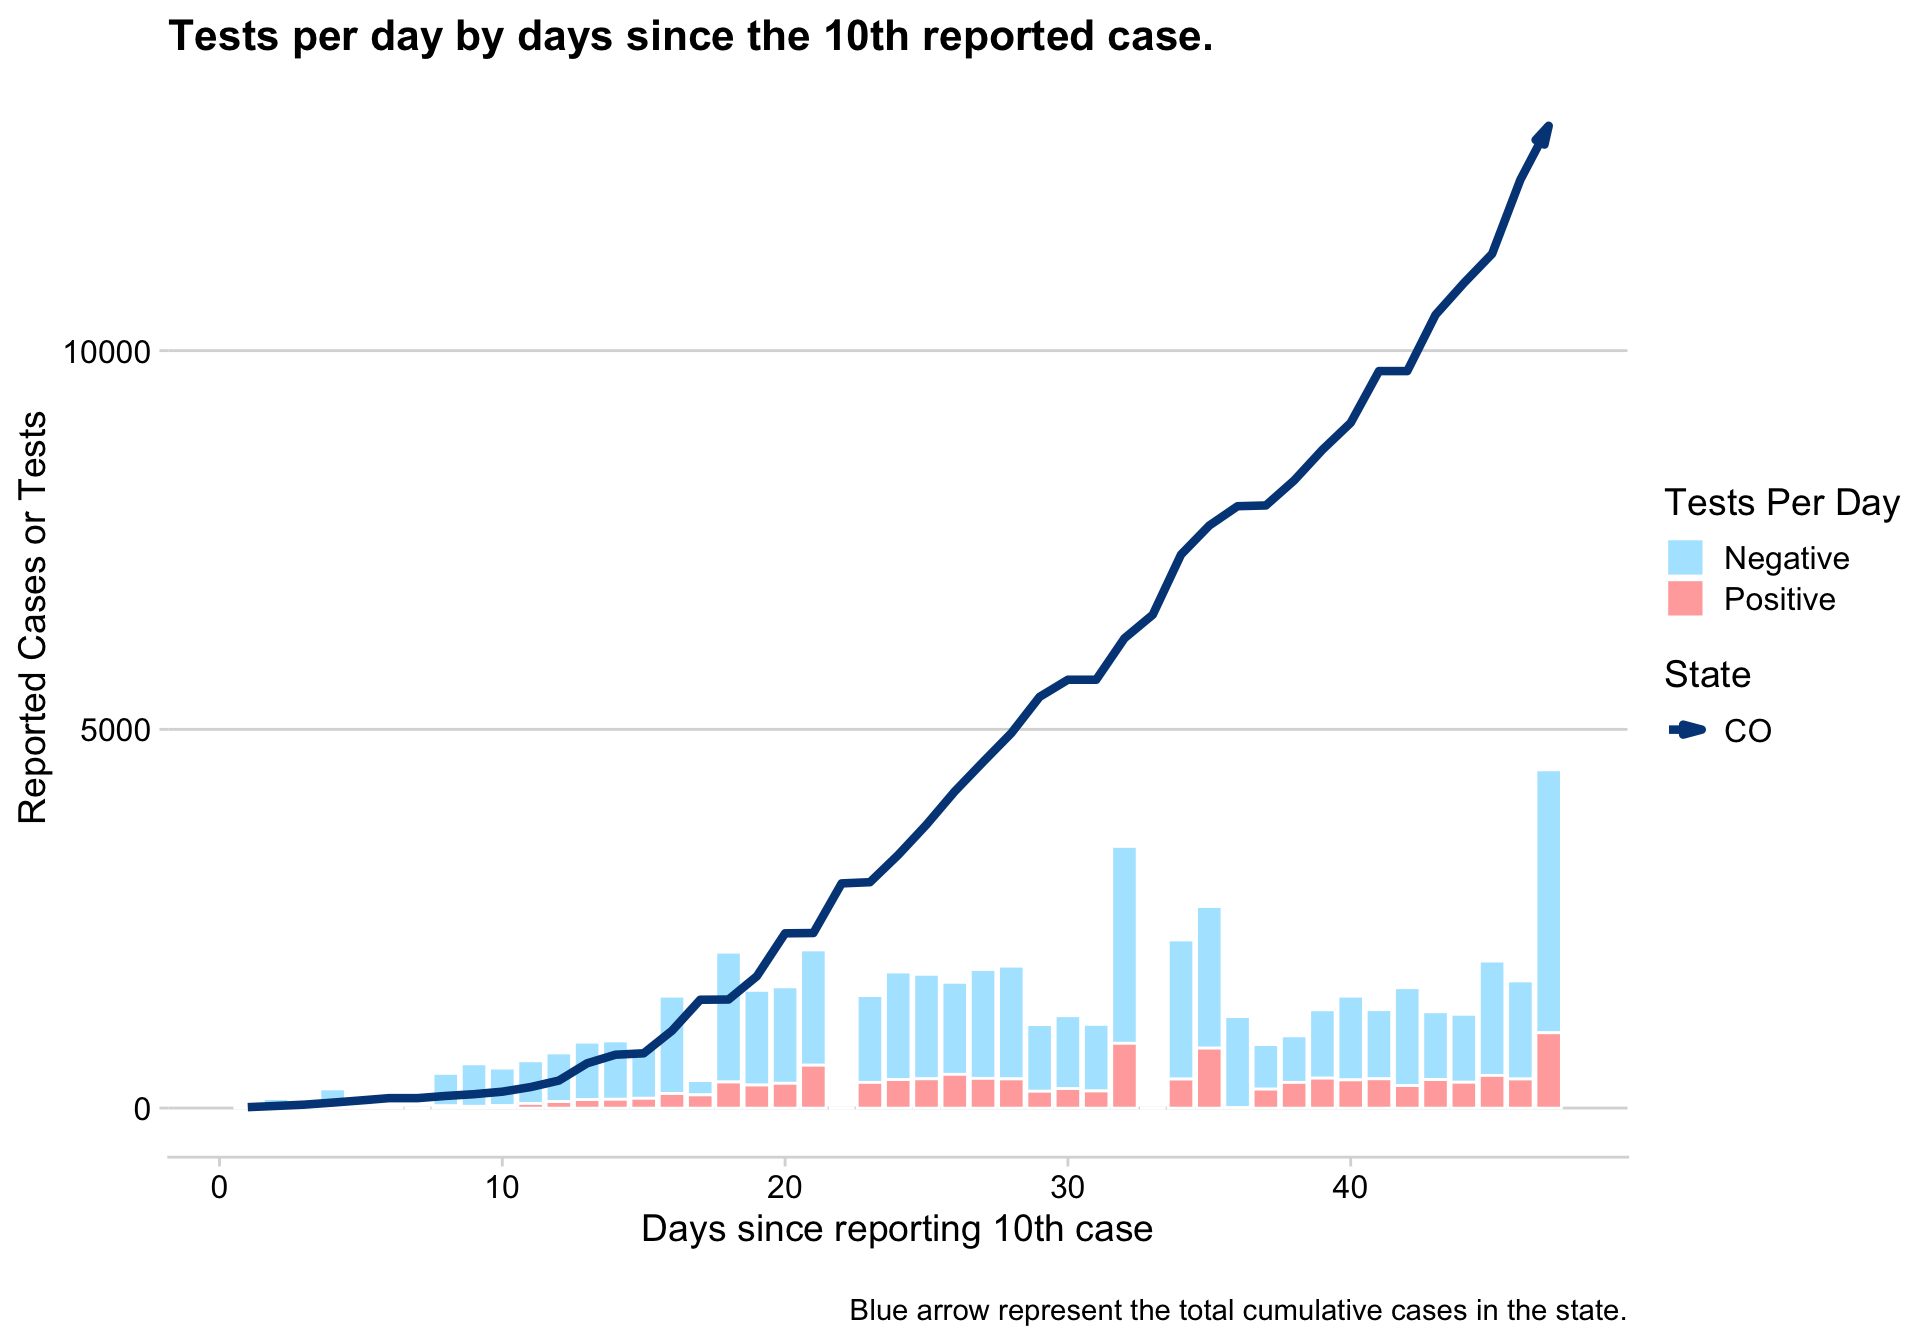 Tests per day by days since the 10th reported case.
Reported Cases or Tests
10000
5000
0
0 10 20 30 40
Days since reporting 10th case
Tests Per Day
Negative
Positive
State
CO
Blue arrow represent the total cumulative cases in the state.